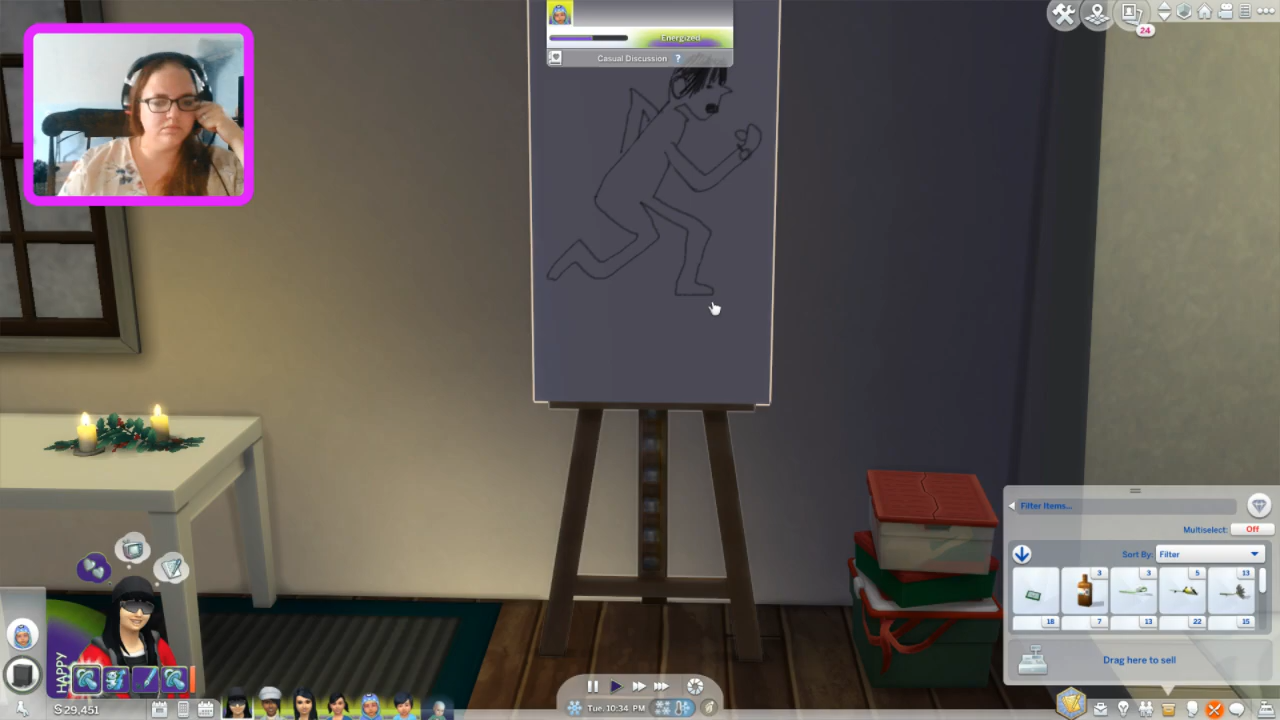 24
Energized
Casual Discussion ?
Filter Items...
Multiselect: Off
Sort By: Filter
3 3 5 13
18 7 13 22 15
Drag here to sell
HAPPY
S 29,451
Tue. 10:34 PM